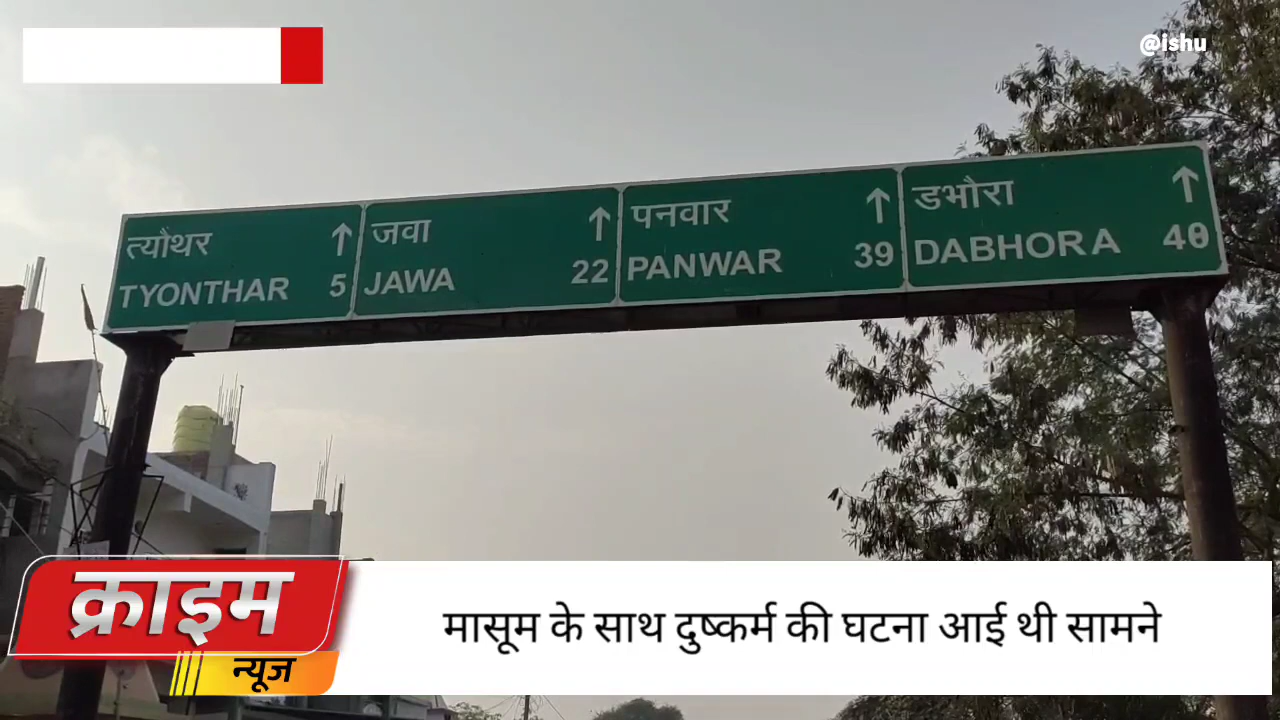 @ishu
त्यौंथर
TYONTHAR 5
जवा
JAWA 22
पनवार
PANWAR 39
डभौरा
DABHORA 40
क्राइम
न्यूज
मासूम के साथ दुष्कर्म की घटना आई थी सामने